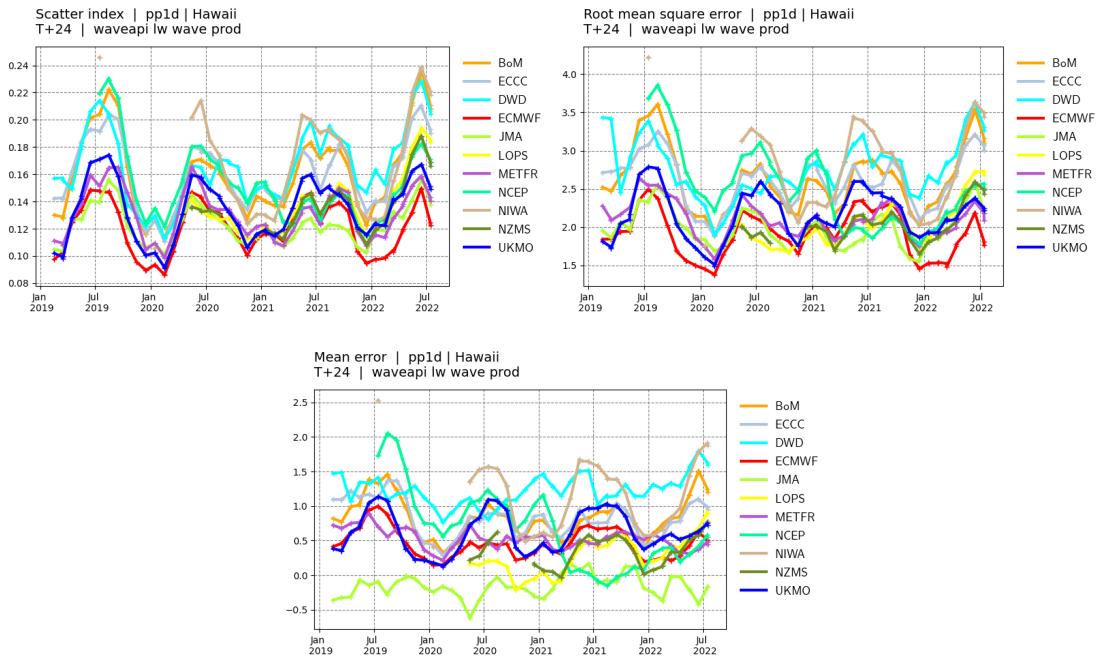 Scatter index | pp1d | Hawaii
T+24 | waveapi lw wave prod
0.24
0.22
0.20
0.18
0.16
0.14
0.12
0.10
0.08
Jan Jul Jan Jul Jan Jul Jan Jul
2019 2019 2020 2020 2021 2021 2022 2022
BoM
ECCC
DWD
ECMWF
JMA
LOPS
METFR
NCEP
NIWA
NZMS
UKMO
Root mean square error | pp1d | Hawaii
T+24 | waveapi lw wave prod
4.0
3.5
3.0
2.5
2.0
1.5
Jan Jul Jan Jul Jan Jul Jan Jul
2019 2019 2020 2020 2021 2021 2022 2022
BoM
ECCC
DWD
ECMWF
JMA
LOPS
METFR
NCEP
NIWA
NZMS
UKMO
Mean error | pp1d | Hawaii
T+24 | waveapi lw wave prod
2.5
2.0
1.5
1.0
0.5
0.0
−0.5
Jan Jul Jan Jul Jan Jul Jan Jul
2019 2019 2020 2020 2021 2021 2022 2022
BoM
ECCC
DWD
ECMWF
JMA
LOPS
METFR
NCEP
NIWA
NZMS
UKMO